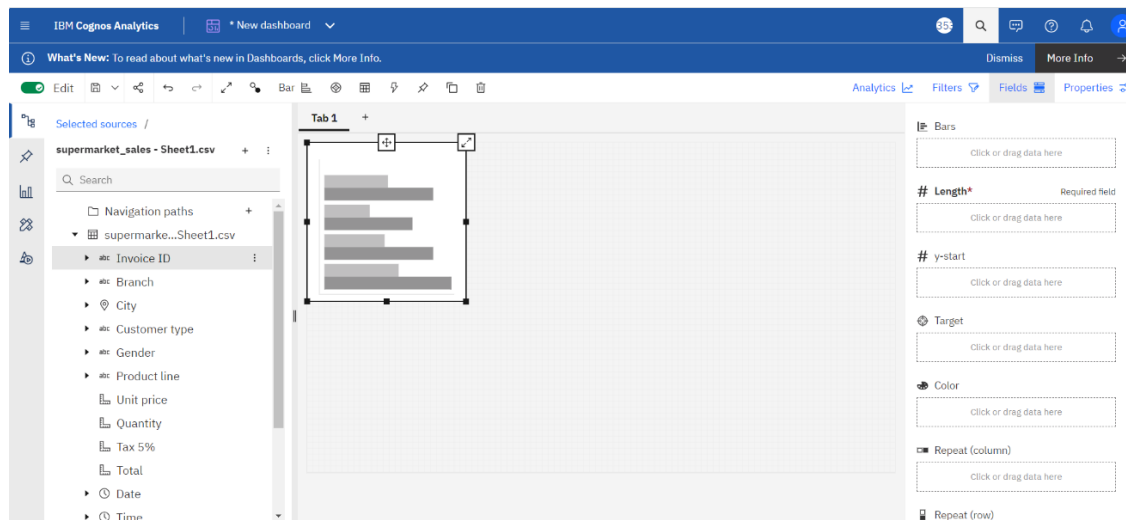 IBM Cognos Analytics
* New dashboard
What's New: To read about what's new in Dashboards, click More Info.
Dismiss
More Info
Edit
Bar
Analytics
Filters
Fields
Properties
Selected sources /
supermarket_sales - Sheet1.csv
Search
Navigation paths
supermarke...Sheet1.csv
abc Invoice ID
abc Branch
City
abc Customer type
abc Gender
abc Product line
Unit price
Quantity
Tax 5%
Total
Date
Time
Tab 1
Bars
Click or drag data here
# Length*
Required field
Click or drag data here
# y-start
Click or drag data here
Target
Click or drag data here
Color
Click or drag data here
Repeat (column)
Click or drag data here
Repeat (row)